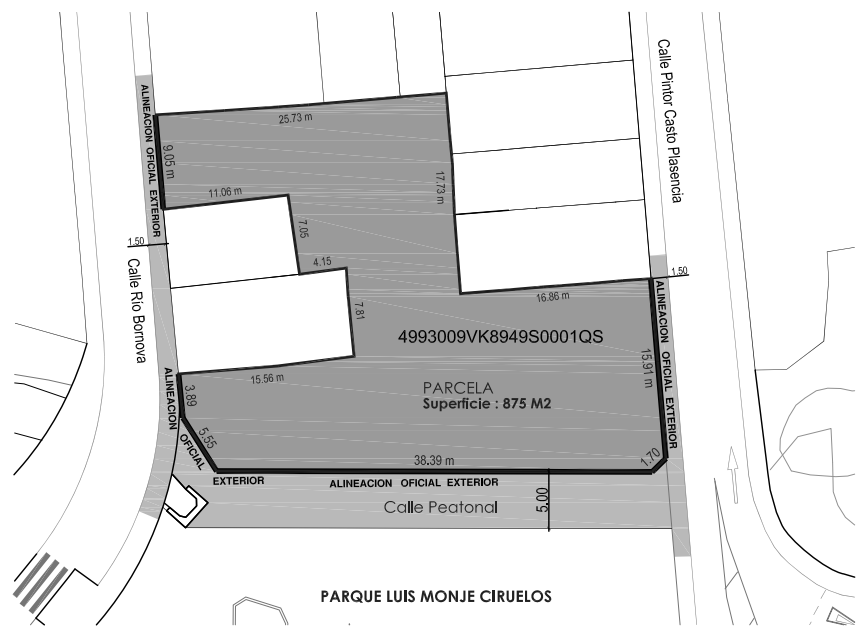 Calle Pintor Casto Plasencia
ALINEACION OFICIAL EXTERIOR
25.73 m
9.05 m
17.73 m
11.06 m
7.05
1.50
4.15
1.50
Calle Río Bornova
16.86 m
7.81
4993009VK8949S0001QS
15.91 m
ALINEACION OFICIAL EXTERIOR
15.56 m
PARCELA
Superficie : 875 M2
3.89
5.55
ALINEACION OFICIAL EXTERIOR
38.39 m
1.70
ALINEACION OFICIAL EXTERIOR
Calle Peatonal
5.00
PARQUE LUIS MONJE CIRUELOS